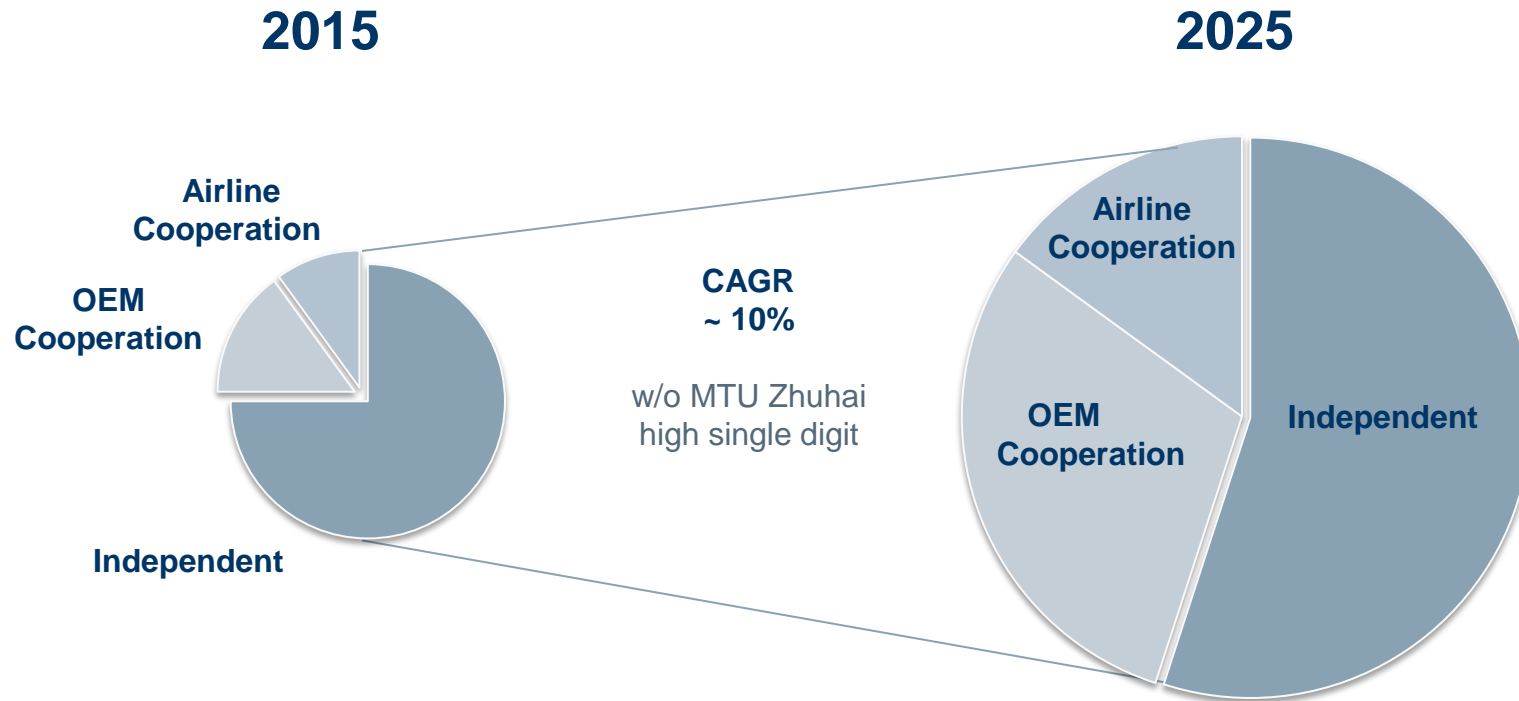 2015
2025
Airline
Cooperation
OEM
Cooperation
Independent
CAGR
~ 10%
w/o MTU Zhuhai
high single digit
Airline
Cooperation
OEM
Cooperation
Independent